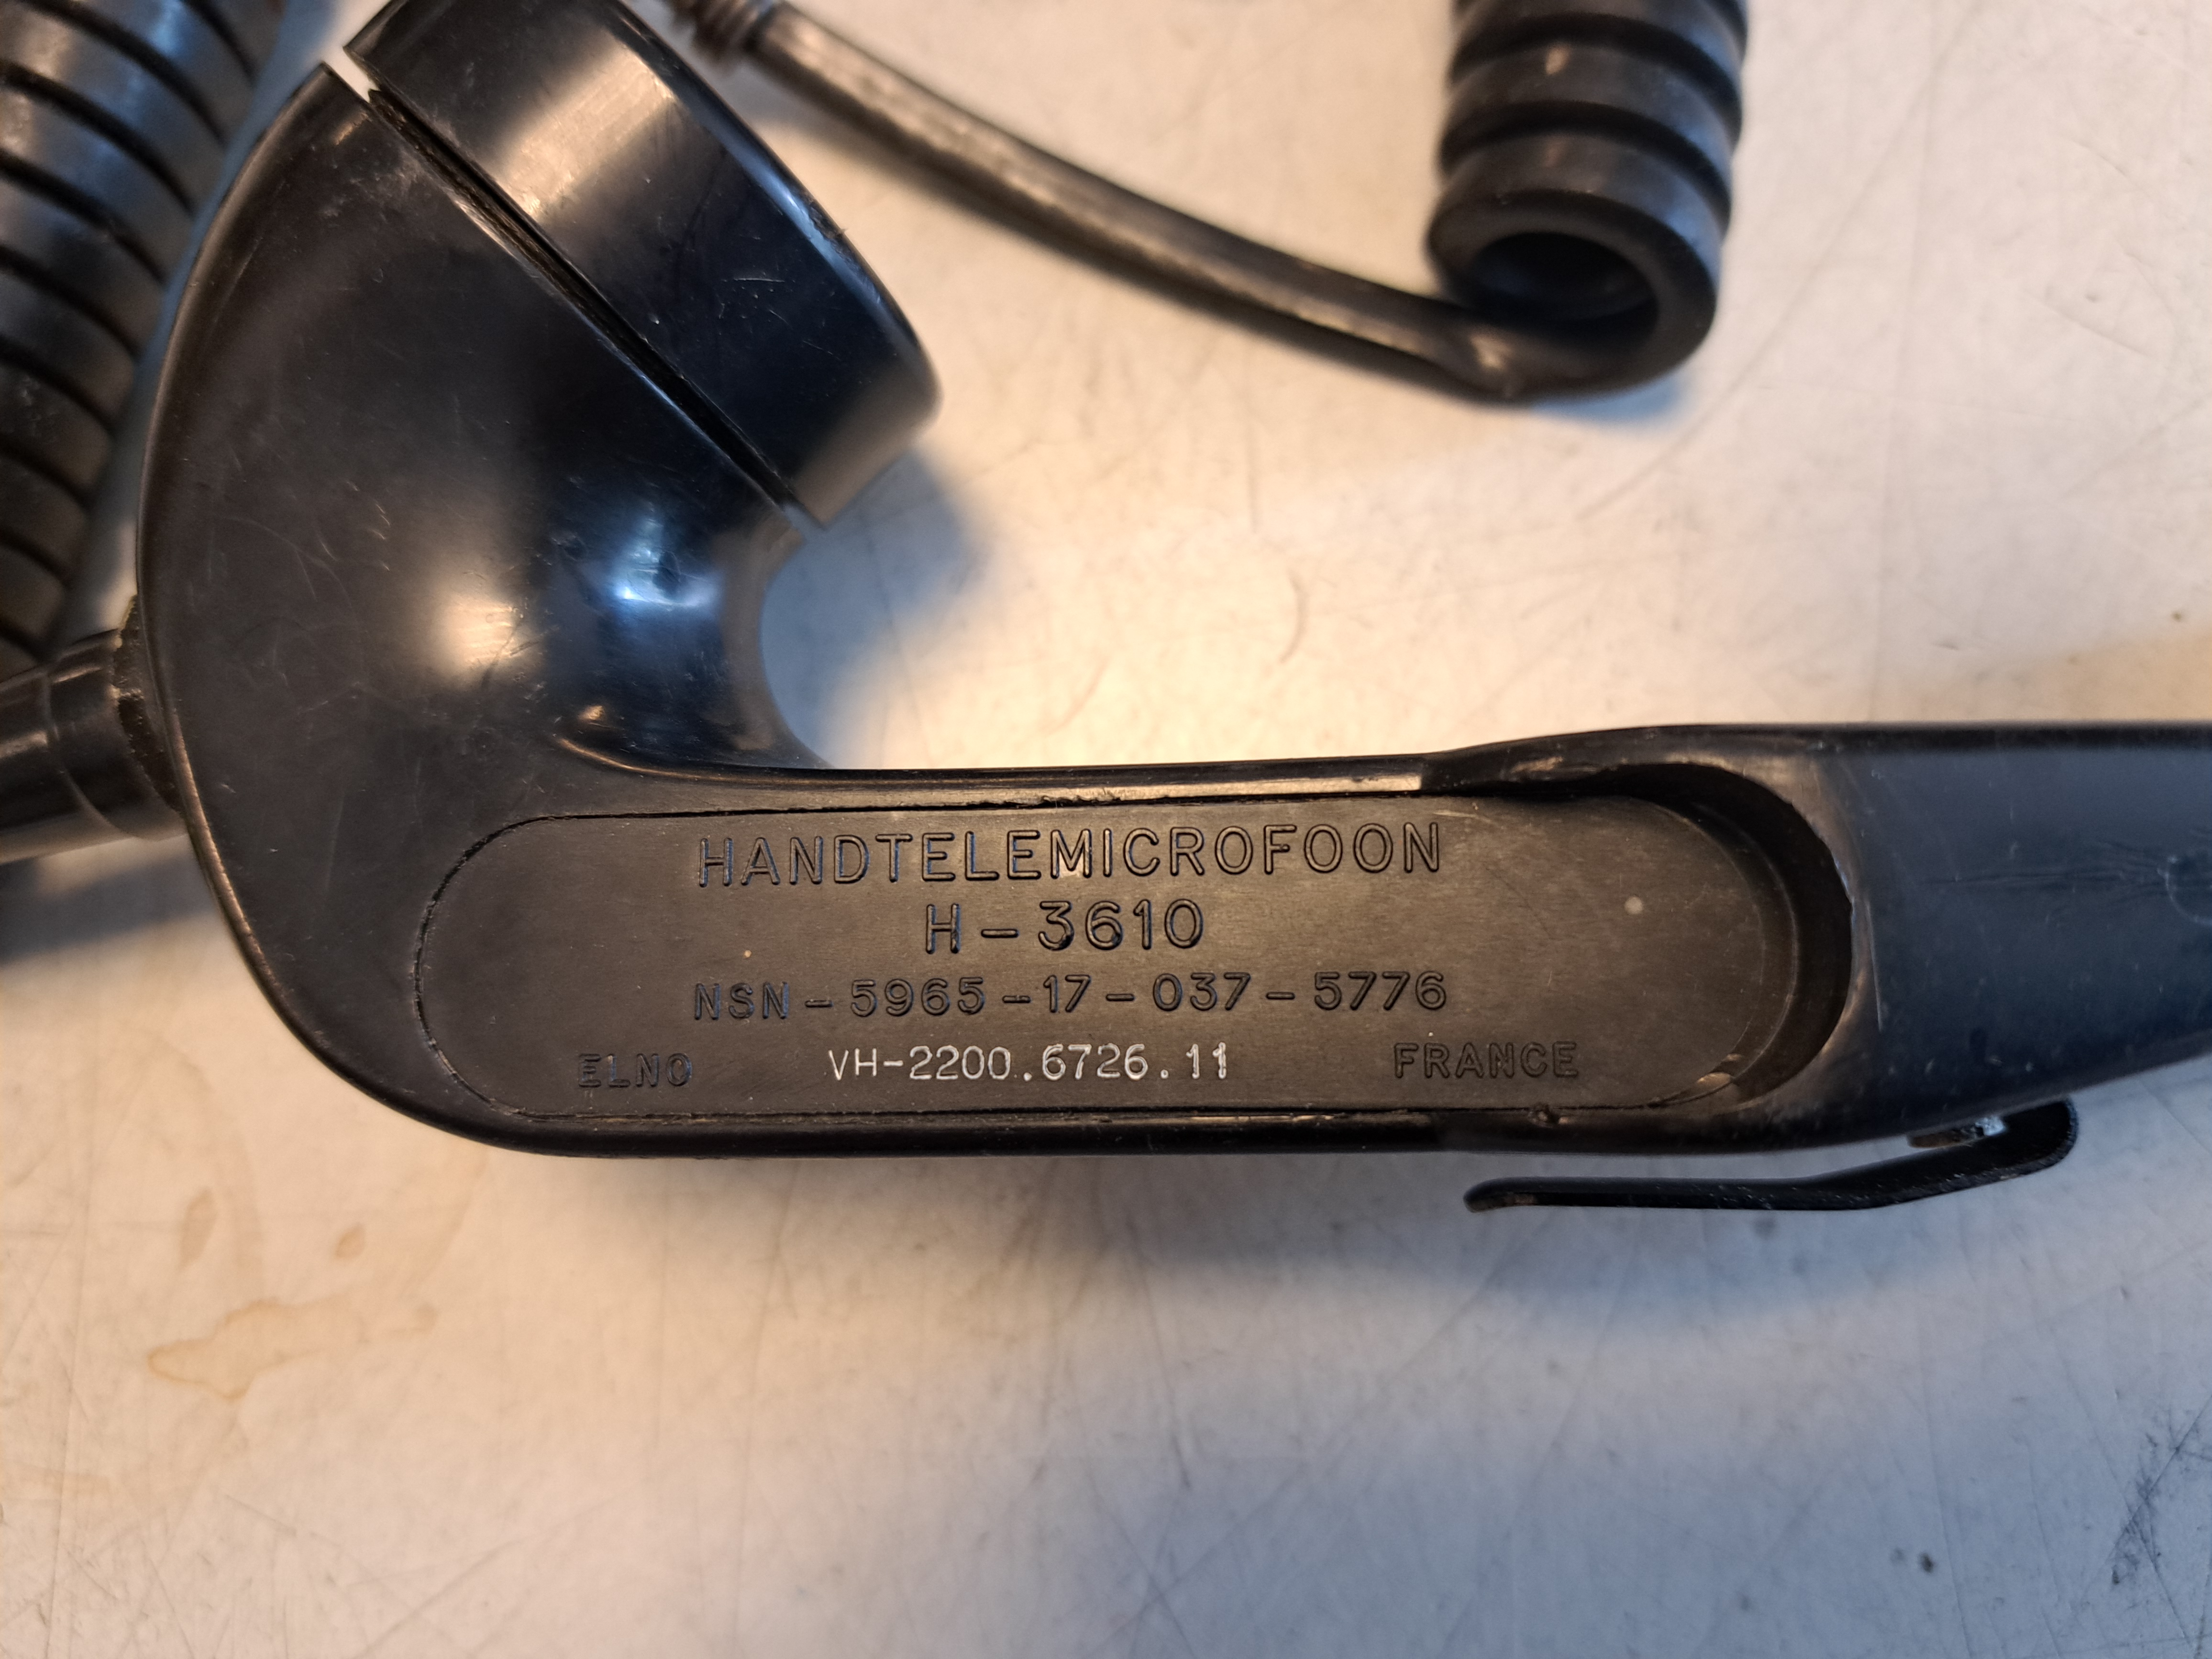 HANDTELEMICROFOON
H-3610
NSN-5965-17-037-5776
ELNO VH-2200.6726.11 FRANCE